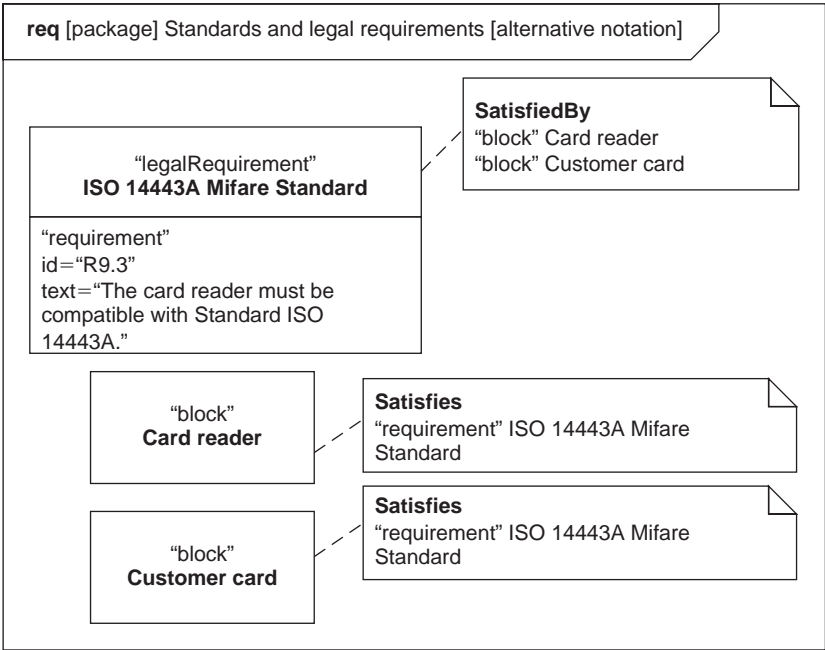 req [package] Standards and legal requirements [alternative notation]
SatisfiedBy
“block” Card reader
“block” Customer card
“legalRequirement”
ISO 14443A Mifare Standard
“requirement”
id=“R9.3”
text=“The card reader must be
compatible with Standard ISO
14443A.”
“block”
Card reader
Satisfies
“requirement” ISO 14443A Mifare
Standard
“block”
Customer card
Satisfies
“requirement” ISO 14443A Mifare
Standard